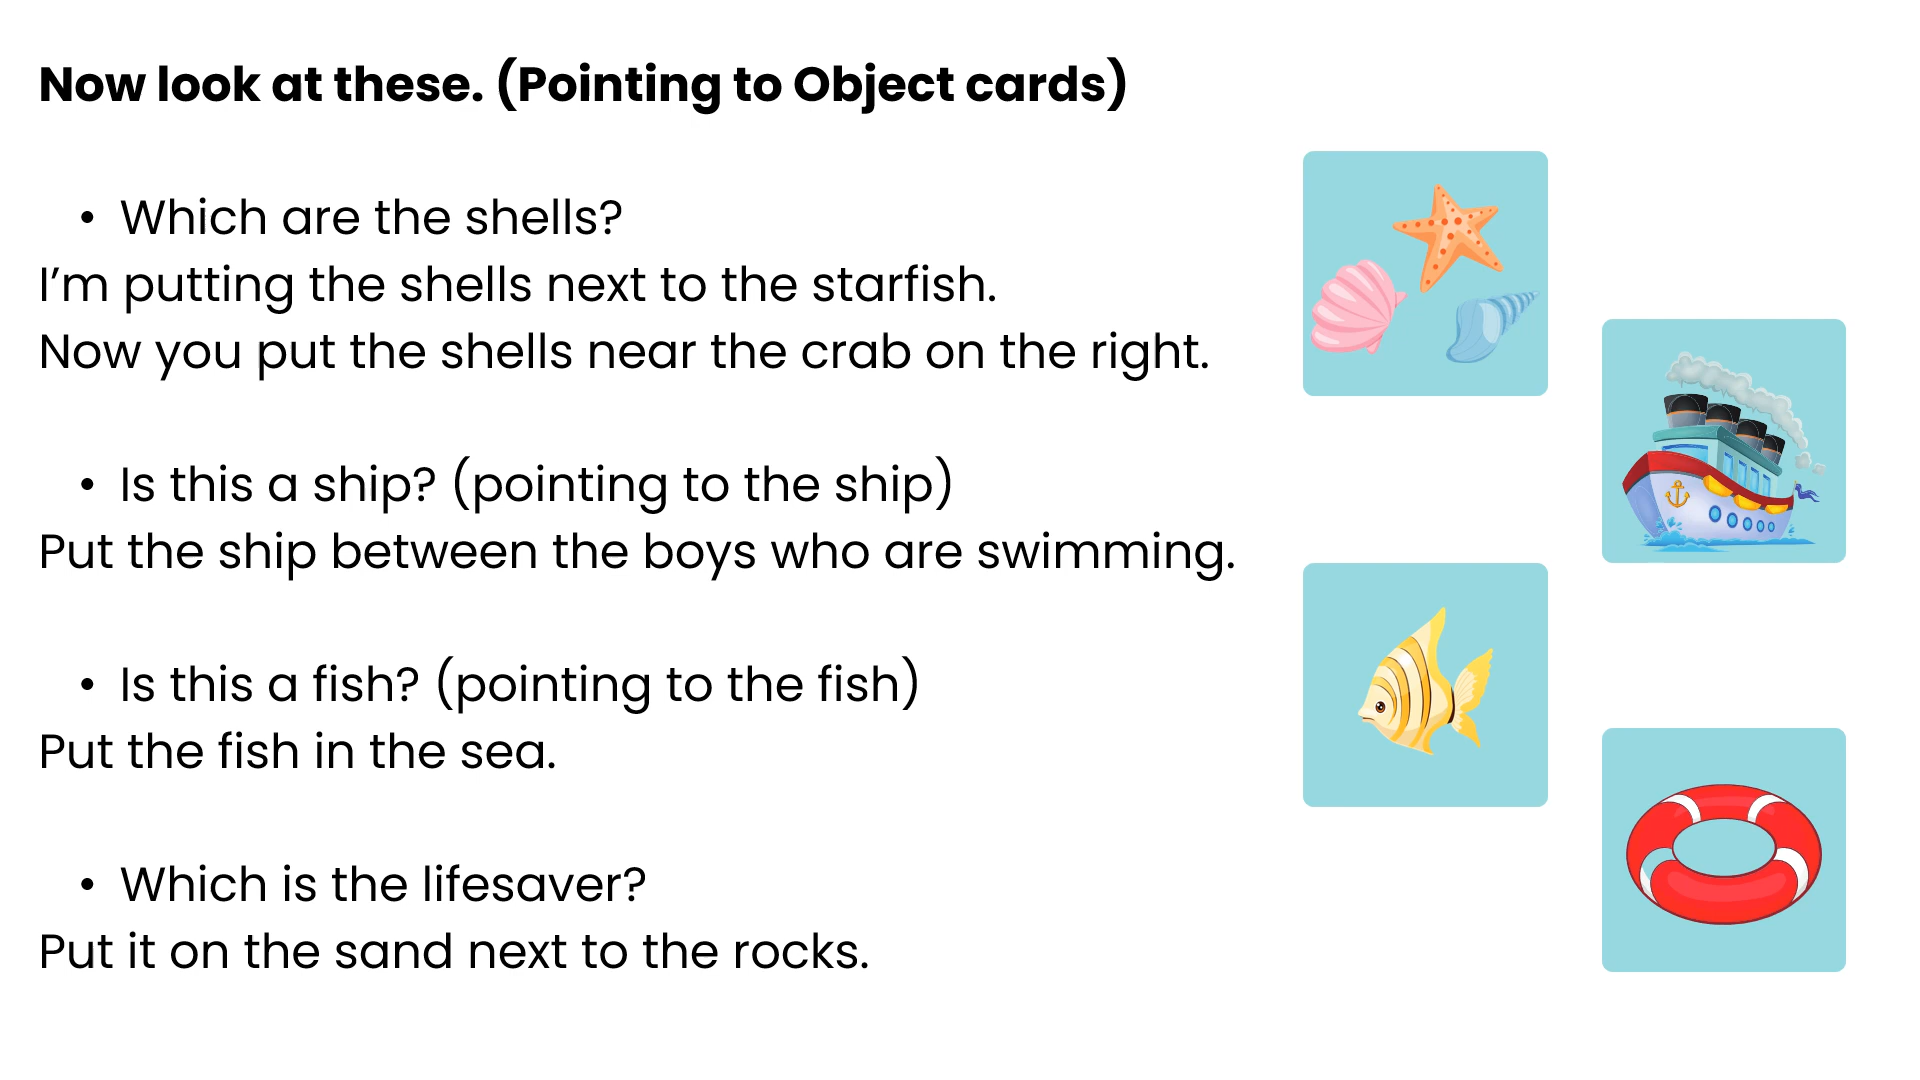 Now look at these. (Pointing to Object cards)
• Which are the shells?
I’m putting the shells next to the starfish.
Now you put the shells near the crab on the right.
• Is this a ship? (pointing to the ship)
Put the ship between the boys who are swimming.
• Is this a fish? (pointing to the fish)
Put the fish in the sea.
• Which is the lifesaver?
Put it on the sand next to the rocks.